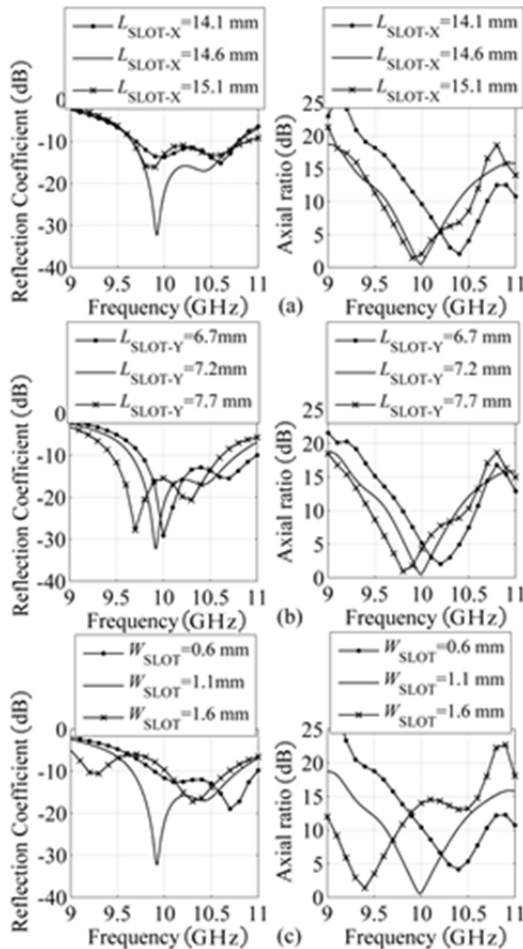 L_SLOT-X=14.1 mm
L_SLOT-X=14.6 mm
L_SLOT-X=15.1 mm
Reflection Coefficient (dB)
0
-10
-20
-30
-40
9 9.5 10 10.5 11
Frequency(GHz)
L_SLOT-X=14.1 mm
L_SLOT-X=14.6 mm
L_SLOT-X=15.1 mm
Axial ratio(dB)
25
20
15
10
5
0
9 9.5 10 10.5 11
Frequency(GHz)
(a)
L_SLOT-Y=6.7mm
L_SLOT-Y=7.2mm
L_SLOT-Y=7.7 mm
Reflection Coefficient (dB)
0
-10
-20
-30
-40
9 9.5 10 10.5 11
Frequency(GHz)
L_SLOT-Y=6.7 mm
L_SLOT-Y=7.2 mm
L_SLOT-Y=7.7 mm
Axial ratio(dB)
25
20
15
10
5
0
9 9.5 10 10.5 11
Frequency(GHz)
(b)
W_SLOT=0.6 mm
W_SLOT=1.1mm
W_SLOT=1.6 mm
Reflection Coefficient (dB)
0
-10
-20
-30
-40
9 9.5 10 10.5 11
Frequency(GHz)
W_SLOT=0.6 mm
W_SLOT=1.1 mm
W_SLOT=1.6 mm
Axial ratio(dB)
25
20
15
10
5
0
9 9.5 10 10.5 11
Frequency(GHz)
(c)